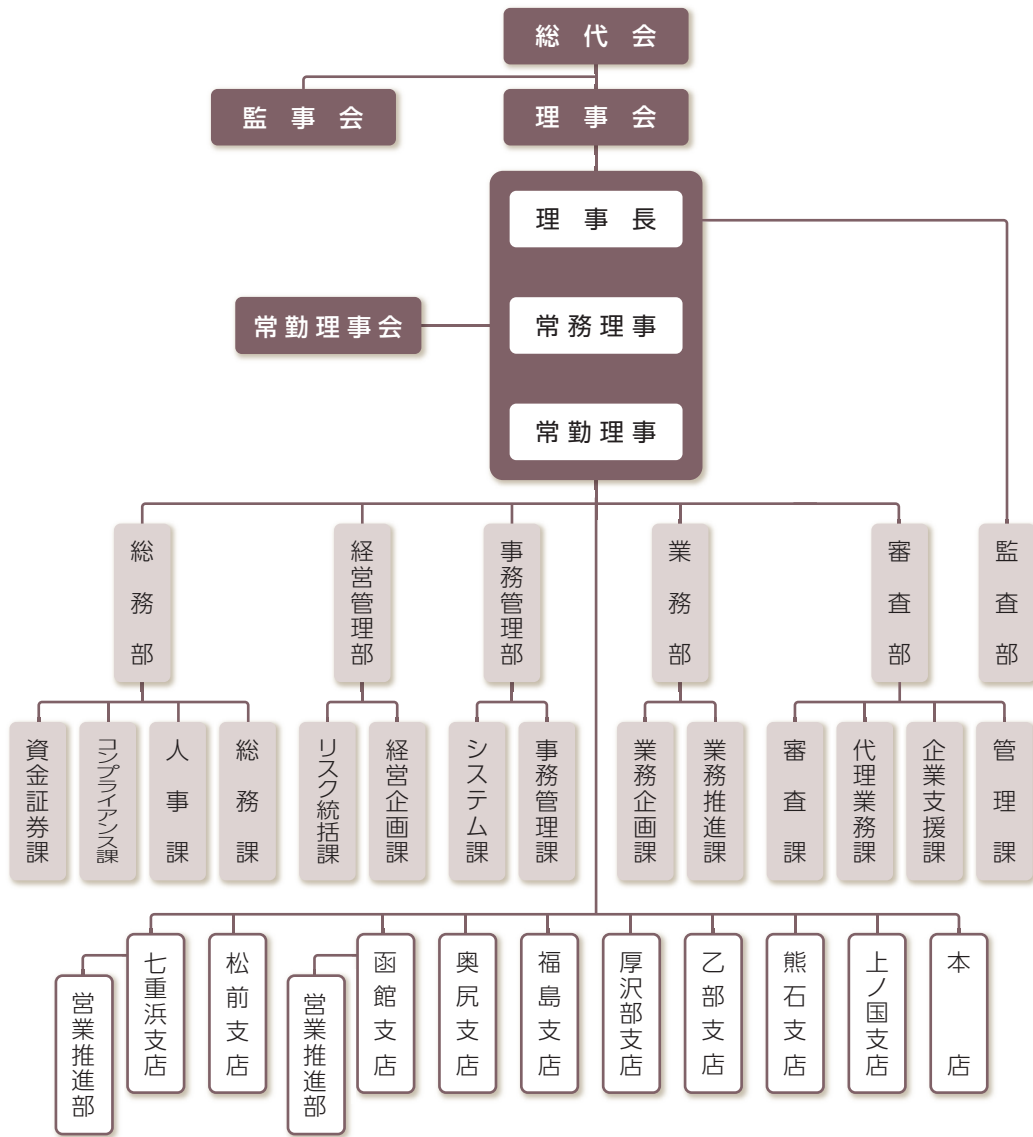 総代会
監事会
理事会
理事長
常勤理事会
常務理事
常勤理事
総務部
経営管理部
事務管理部
業務部
審査部
監査部
資金証券課
コンプライアンス課
人事課
総務課
リスク統括課
経営企画課
システム課
事務管理課
業務企画課
業務推進課
審査課
代理業務課
企業支援課
管理課
営業推進部
七重浜支店
松前支店
営業推進部
函館支店
奥尻支店
福島支店
厚沢部支店
乙部支店
熊石支店
上ノ国支店
本店